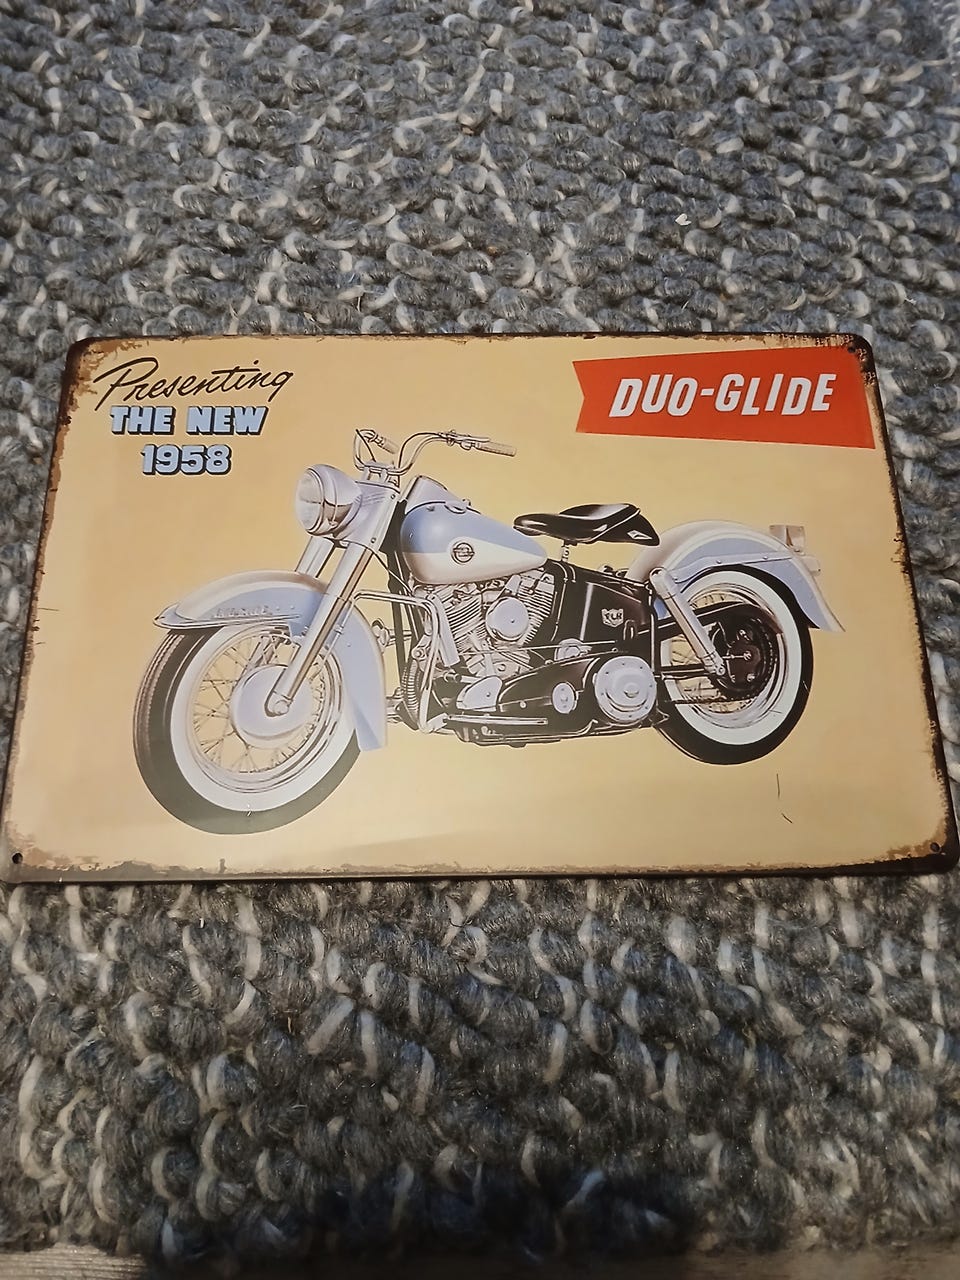 Presenting
THE NEW
1958
DUO-GLIDE